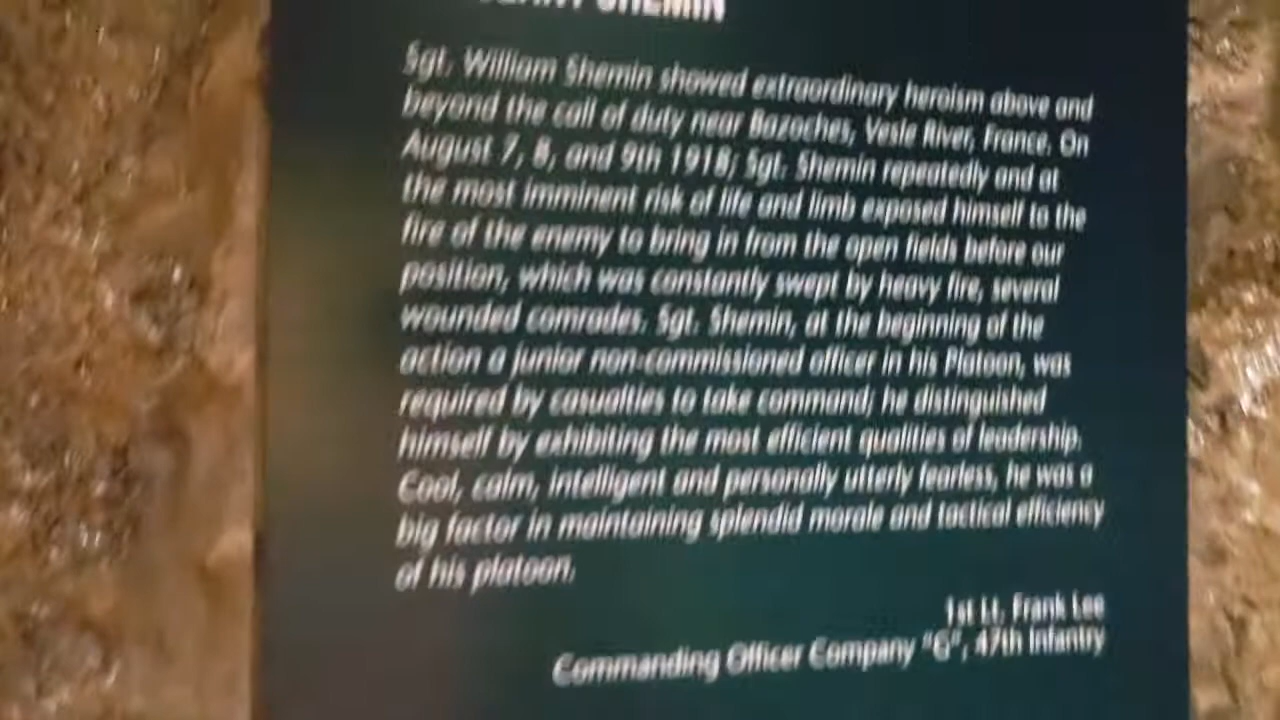 SHEMIN
Sgt. William Shemin showed extraordinary heroism above and
beyond the call of duty near Bazoches, Vesle River, France. On
August 7, 8, and 9th 1918; Sgt. Shemin repeatedly and at
the most imminent risk of life and limb exposed himself to the
fire of the enemy to bring in from the open fields before our
position, which was constantly swept by heavy fire, several
wounded comrades. Sgt. Shemin, at the beginning of the
action a junior non-commissioned officer in his Platoon, was
required by casualties to take command; he distinguished
himself by exhibiting the most efficient qualities of leadership.
Cool, calm, intelligent and personally utterly fearless, he was a
big factor in maintaining splendid morale and tactical efficiency
of his platoon.
1st Lt. Frank Lee
Commanding Officer Company "G", 47th Infantry